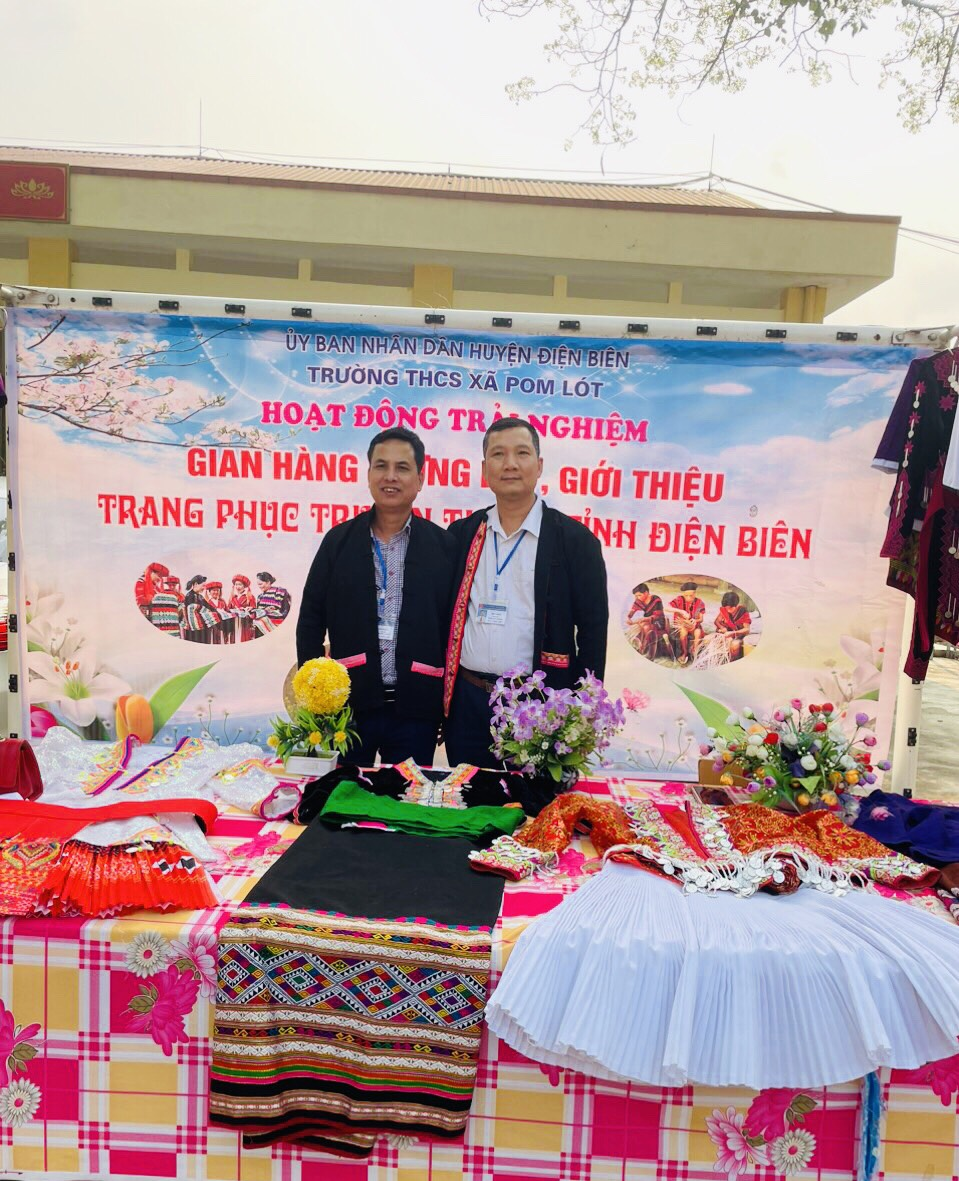 ỦY BAN NHÂN DÂN HUYỆN ĐIỆN BIÊN
TRƯỜNG THCS XÃ POM LÓT
HOẠT ĐỘNG TRẢI NGHIỆM
GIAN HÀNG GIỚI THIỆU
TRANG PHỤC TỈNH ĐIỆN BIÊN